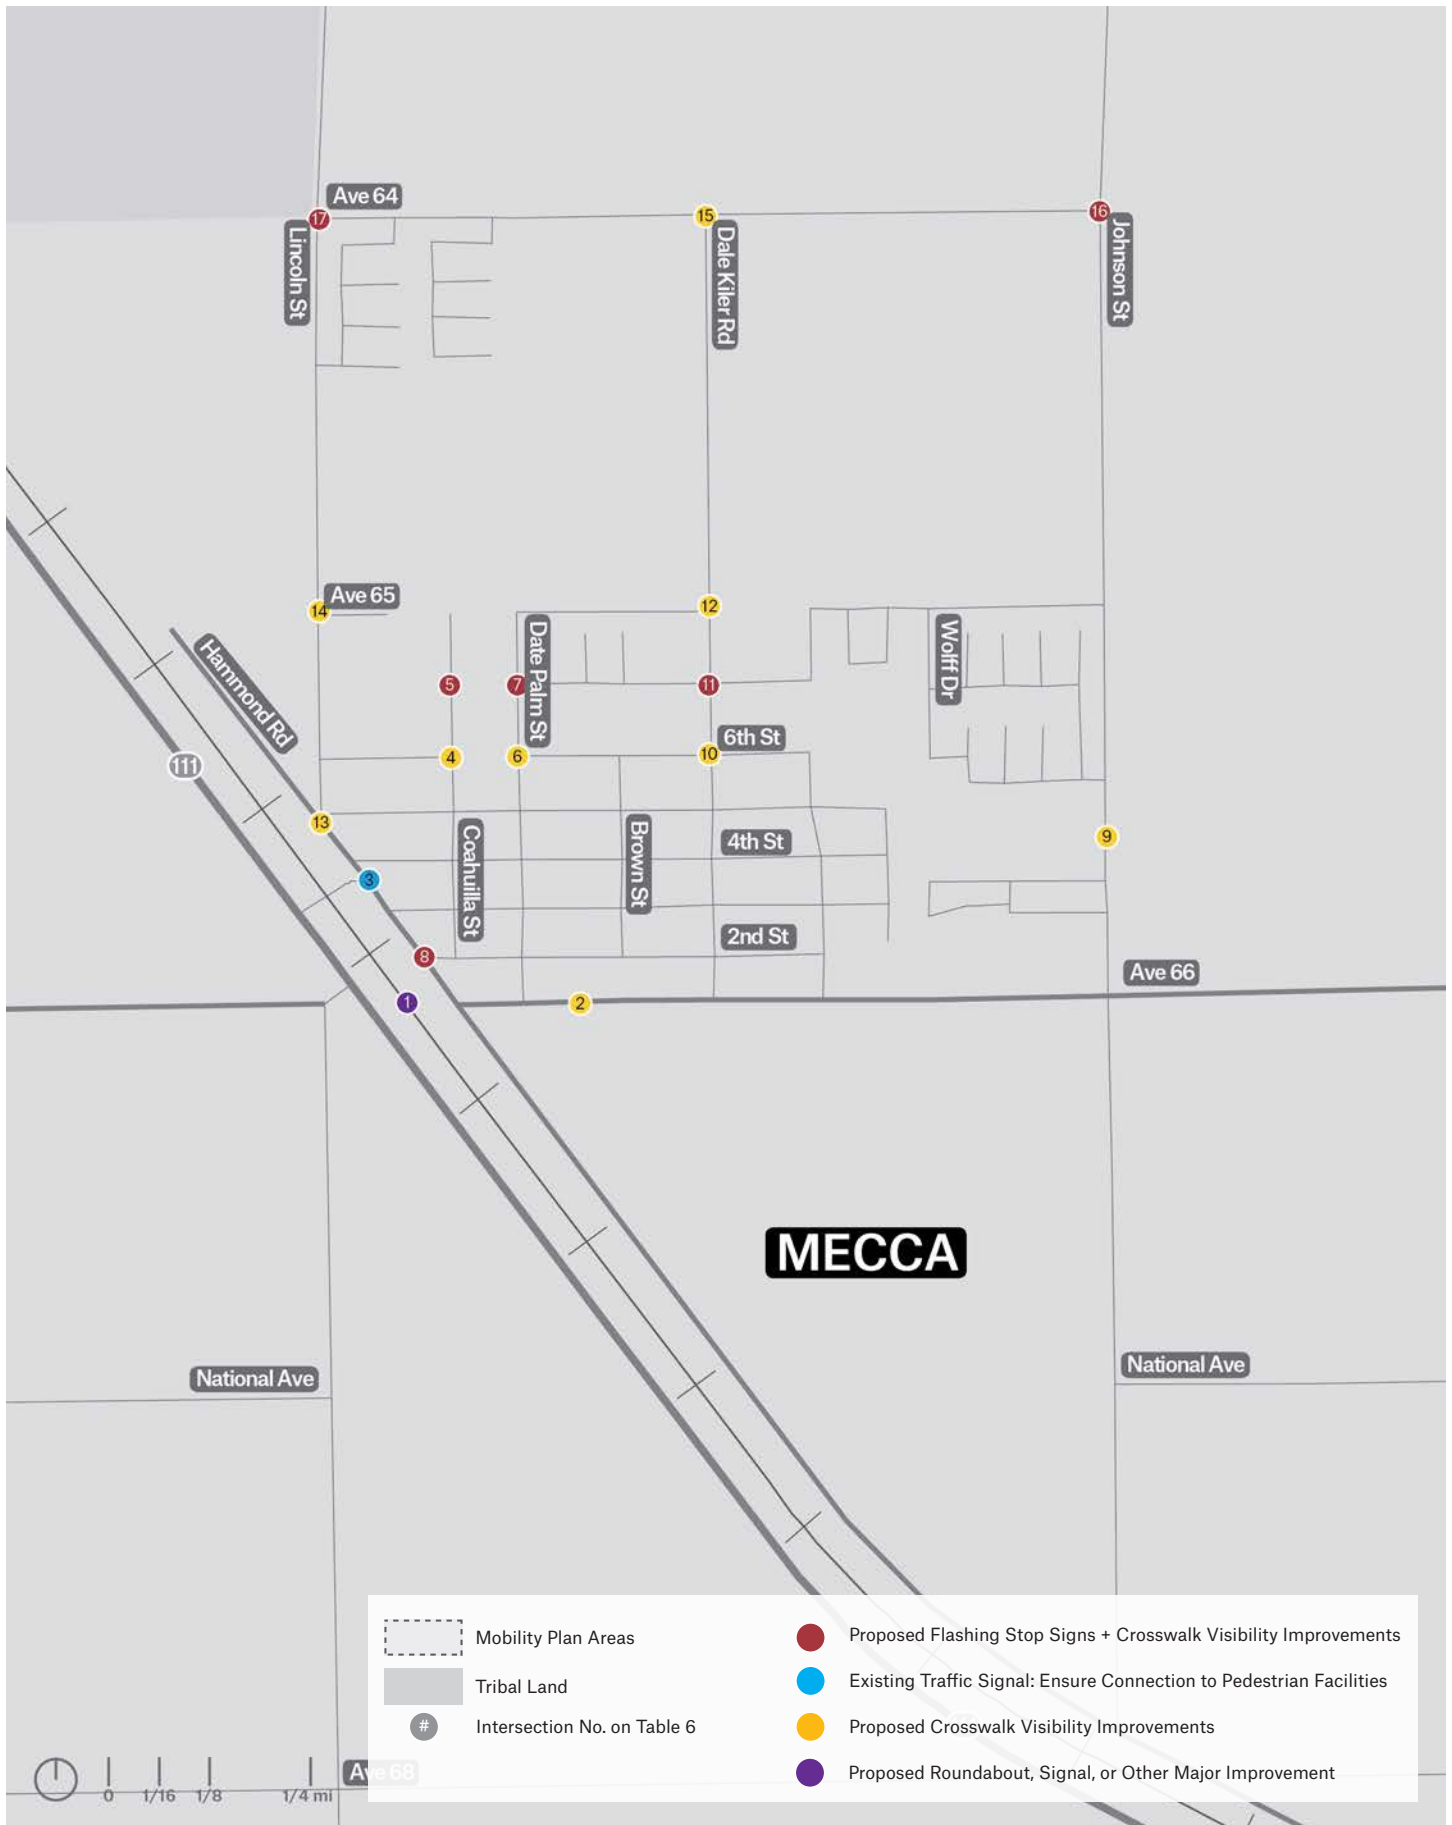 Ave 64
17
15
16
Lincoln St
Dale Kiler Rd
Johnson St
Ave 65
14
12
Hammond Rd
Date Palm St
Wolff Dr
5
7
11
6th St
4
6
10
111
13
Coahuilla St
Brown St
4th St
9
3
2nd St
8
Ave 66
1
2
MECCA
National Ave
National Ave
Mobility Plan Areas
Tribal Land
# Intersection No. on Table 6
Proposed Flashing Stop Signs + Crosswalk Visibility Improvements
Existing Traffic Signal: Ensure Connection to Pedestrian Facilities
Proposed Crosswalk Visibility Improvements
Proposed Roundabout, Signal, or Other Major Improvement
Ave 68
0 1/16 1/8 1/4 mi